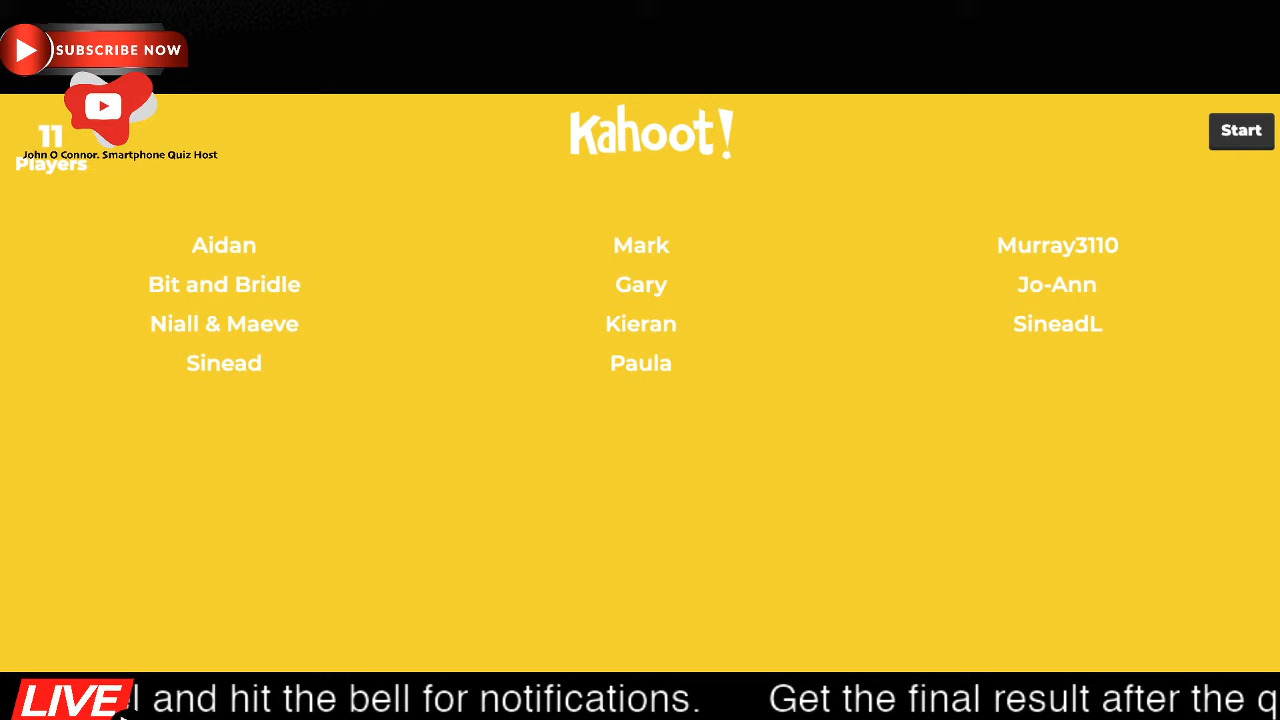 SUBSCRIBE NOW
11
Players
John O Connor. Smartphone Quiz Host
Kahoot!
Start
Aidan
Mark
Murray3110
Bit and Bridle
Gary
Jo-Ann
Niall & Maeve
Kieran
SineadL
Sinead
Paula
LIVE
and hit the bell for notifications. Get the final result after the